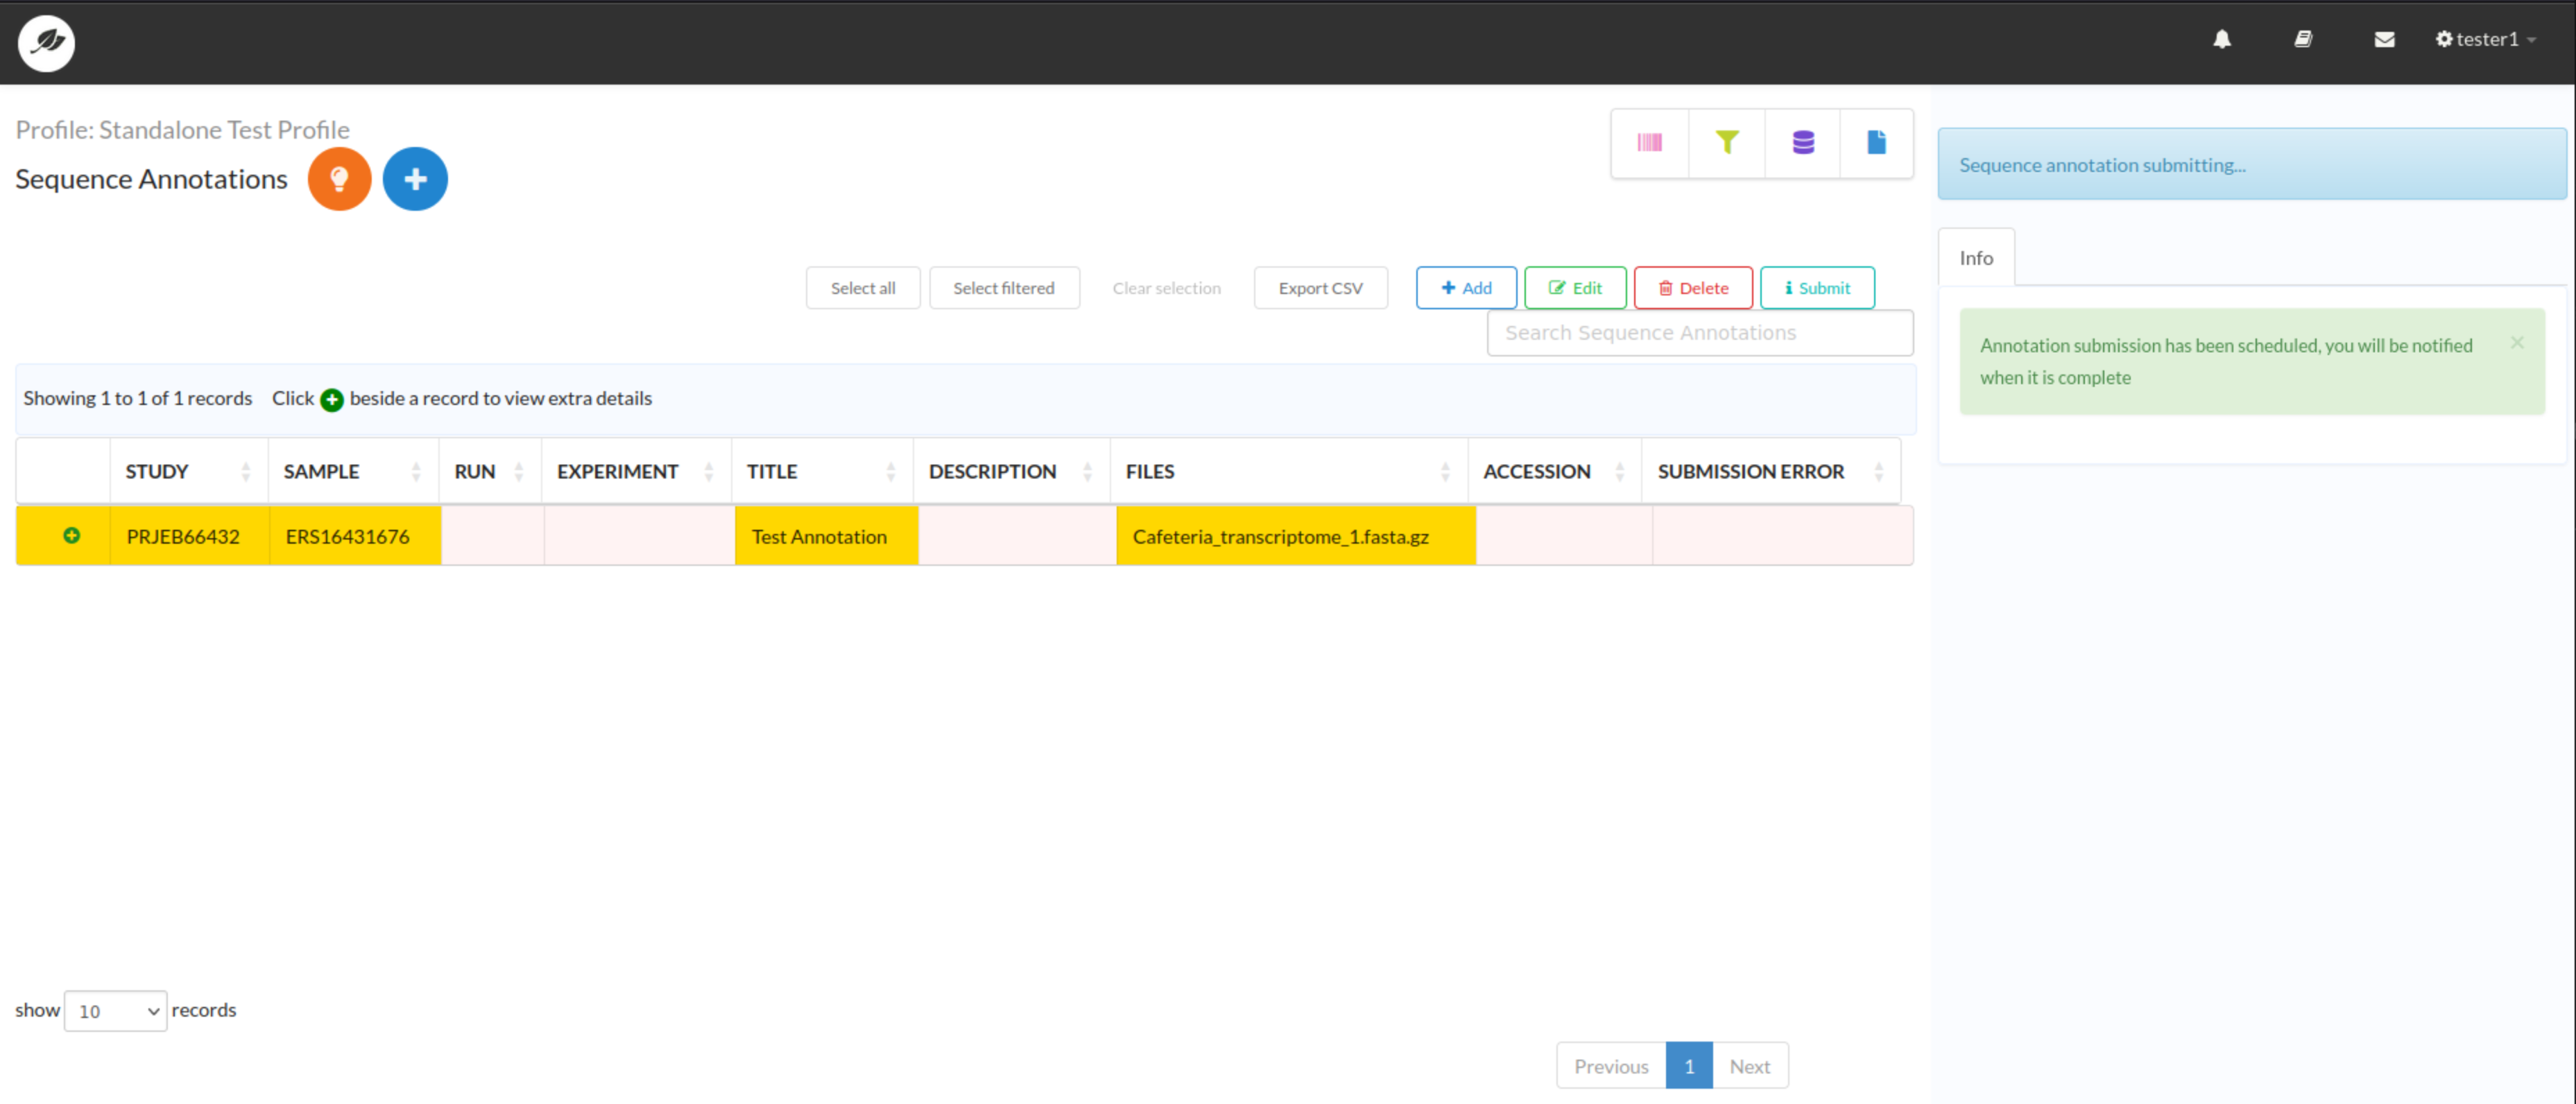 tester1
Profile: Standalone Test Profile
Sequence Annotations
Sequence annotation submitting...
Info
Select all Select filtered Clear selection Export CSV Add Edit Delete Submit
Search Sequence Annotations
Annotation submission has been scheduled, you will be notified
when it is complete
×
Showing 1 to 1 of 1 records Click beside a record to view extra details
STUDY SAMPLE RUN EXPERIMENT TITLE DESCRIPTION FILES ACCESSION SUBMISSION ERROR
PRJEB66432 ERS16431676 Test Annotation Cafeteria_transcriptome_1.fasta.gz
show 10 records
Previous 1 Next